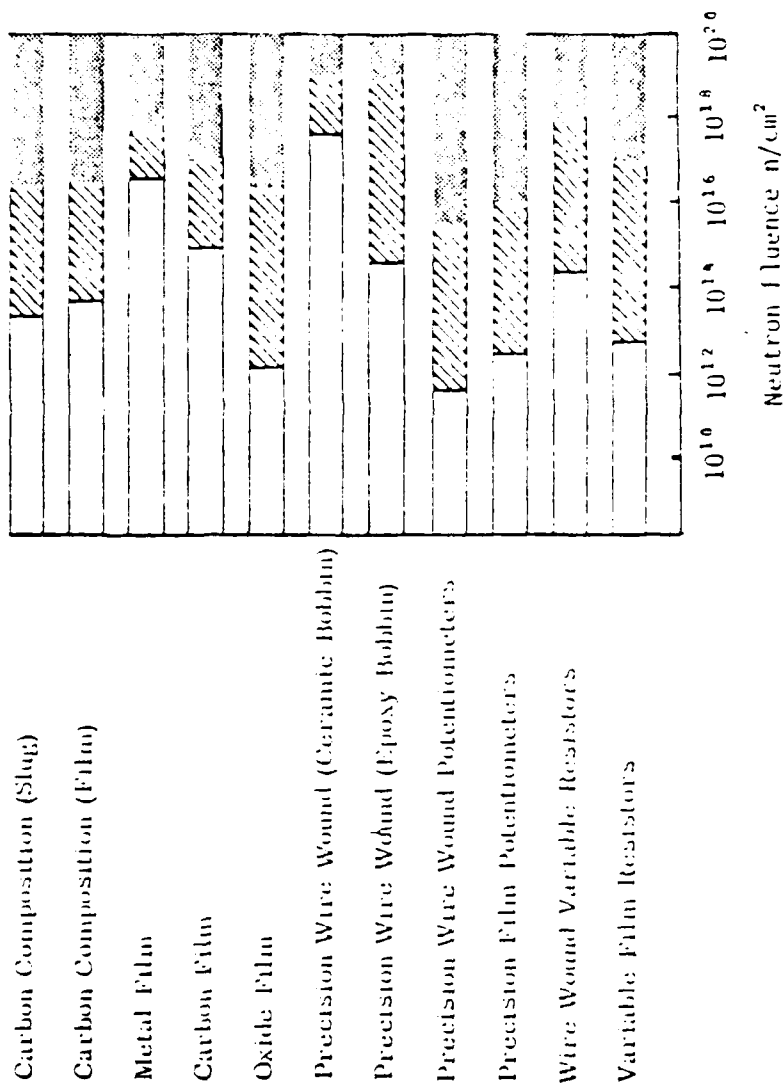 Carbon Composition (Slug)
Carbon Composition (Film)
Metal Film
Carbon Film
Oxide Film
Precision Wire Wound (Ceramic Bobbin)
Precision Wire Wound (Epoxy Bobbin)
Precision Wire Wound Potentiometers
Precision Film Potentiometers
Wire Wound Variable Resistors
Variable Film Resistors
10¹⁰ 10¹² 10¹⁴ 10¹⁶ 10¹⁸ 10²⁰
Neutron Fluence n/cm²